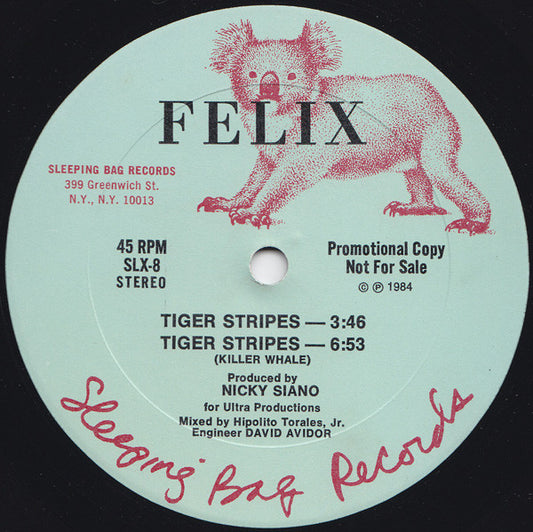 FELIX
SLEEPING BAG RECORDS
399 Greenwich St.
N.Y., N.Y. 10013
45 RPM
SLX-8
STEREO
Promotional Copy
Not For Sale
© ℗ 1984
TIGER STRIPES — 3:46
TIGER STRIPES — 6:53
(KILLER WHALE)
Produced by
NICKY SIANO
for Ultra Productions
Mixed by Hipolito Torales, Jr.
Engineer DAVID AVIDOR
Sleeping Bag Records